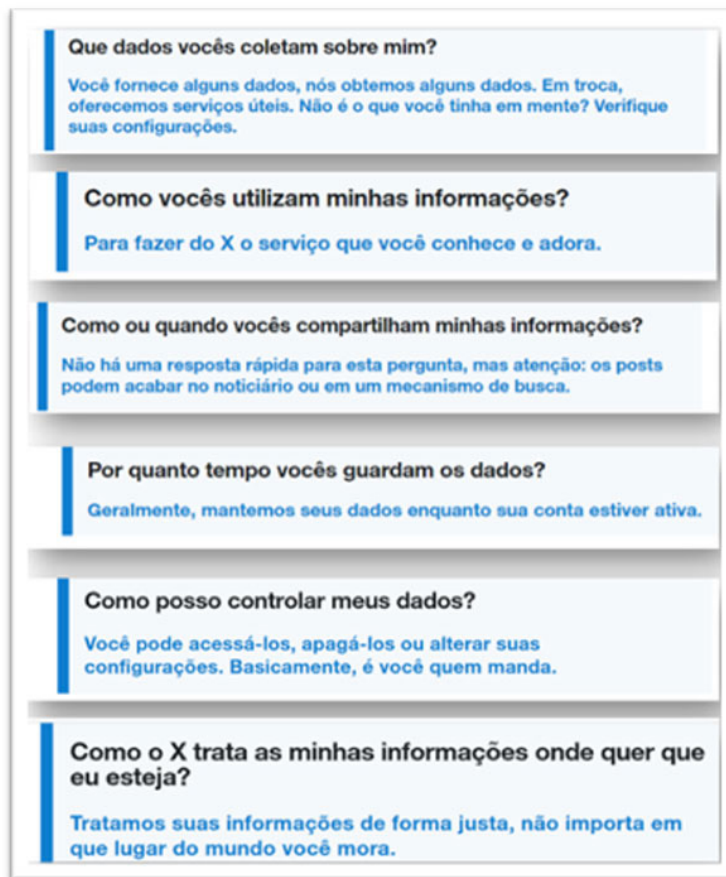 Que dados vocês coletam sobre mim?
Você fornece alguns dados, nós obtemos alguns dados. Em troca,
oferecemos serviços úteis. Não é o que você tinha em mente? Verifique
suas configurações.
Como vocês utilizam minhas informações?
Para fazer do X o serviço que você conhece e adora.
Como ou quando vocês compartilham minhas informações?
Não há uma resposta rápida para esta pergunta, mas atenção: os posts
podem acabar no noticiário ou em um mecanismo de busca.
Por quanto tempo vocês guardam os dados?
Geralmente, mantemos seus dados enquanto sua conta estiver ativa.
Como posso controlar meus dados?
Você pode acessá-los, apagá-los ou alterar suas
configurações. Basicamente, é você quem manda.
Como o X trata as minhas informações onde quer que
eu esteja?
Tratamos suas informações de forma justa, não importa em
que lugar do mundo você mora.